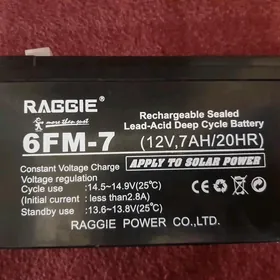 RAGGIE®
so more than past
Rechargeable Sealed
Lead-Acid Deep Cycle Battery
6FM-7
(12V,7AH/20HR)
Constant Voltage Charge
APPLY TO SOLAR POWER
Voltage regulation
Cycle use :14.5~14.9V(25℃)
(Initial current : less than2.8A)
Standby use :13.6~13.8V(25℃)
RAGGIE POWER CO.,LTD.